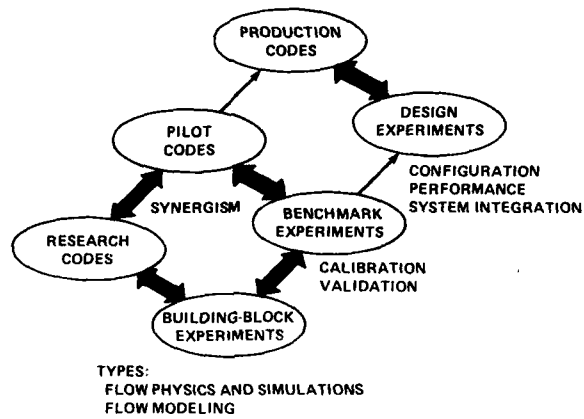 PRODUCTION
CODES
DESIGN
EXPERIMENTS
PILOT
CODES
CONFIGURATION
PERFORMANCE
SYSTEM INTEGRATION
SYNERGISM
BENCHMARK
EXPERIMENTS
RESEARCH
CODES
CALIBRATION
VALIDATION
BUILDING-BLOCK
EXPERIMENTS
TYPES:
FLOW PHYSICS AND SIMULATIONS
FLOW MODELING